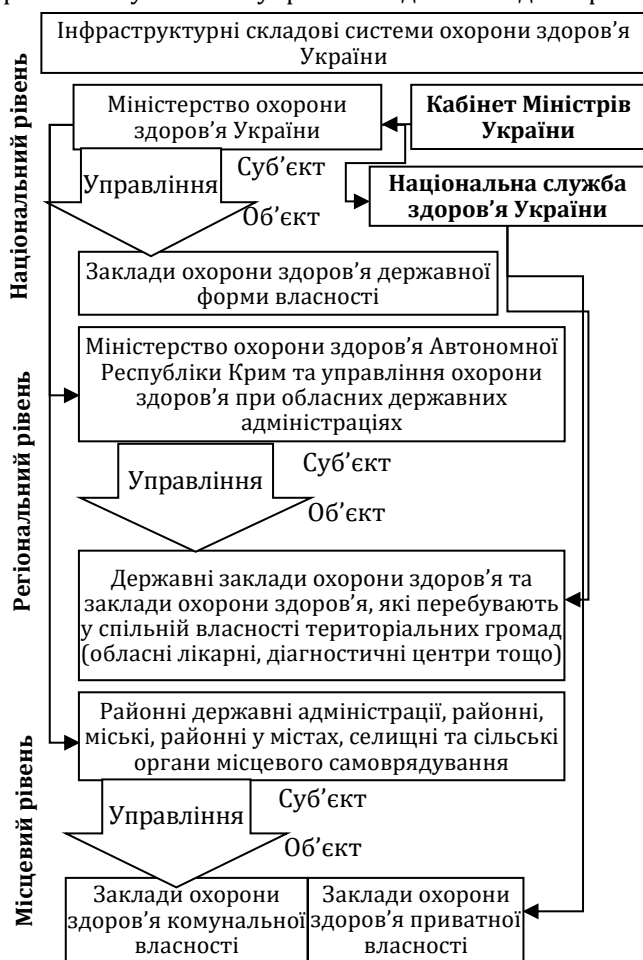 Інфраструктурні складові системи охорони здоров'я
України
Національний рівень
Міністерство охорони
здоров'я України
Кабінет Міністрів
України
Управління
Суб'єкт
Об'єкт
Національна служба
здоров'я України
Заклади охорони здоров'я державної
форми власності
Регіональний рівень
Міністерство охорони здоров'я Автономної
Республіки Крим та управління охорони
здоров'я при обласних державних
адміністраціях
Управління
Суб'єкт
Об'єкт
Державні заклади охорони здоров'я та
заклади охорони здоров'я, які перебувають
у спільній власності територіальних громад
(обласні лікарні, діагностичні центри тощо)
Місцевий рівень
Районні державні адміністрації, районні,
міські, районні у містах, селищні та сільські
органи місцевого самоврядування
Управління
Суб'єкт
Об'єкт
Заклади охорони
здоров'я комунальної
власності
Заклади охорони
здоров'я приватної
власності